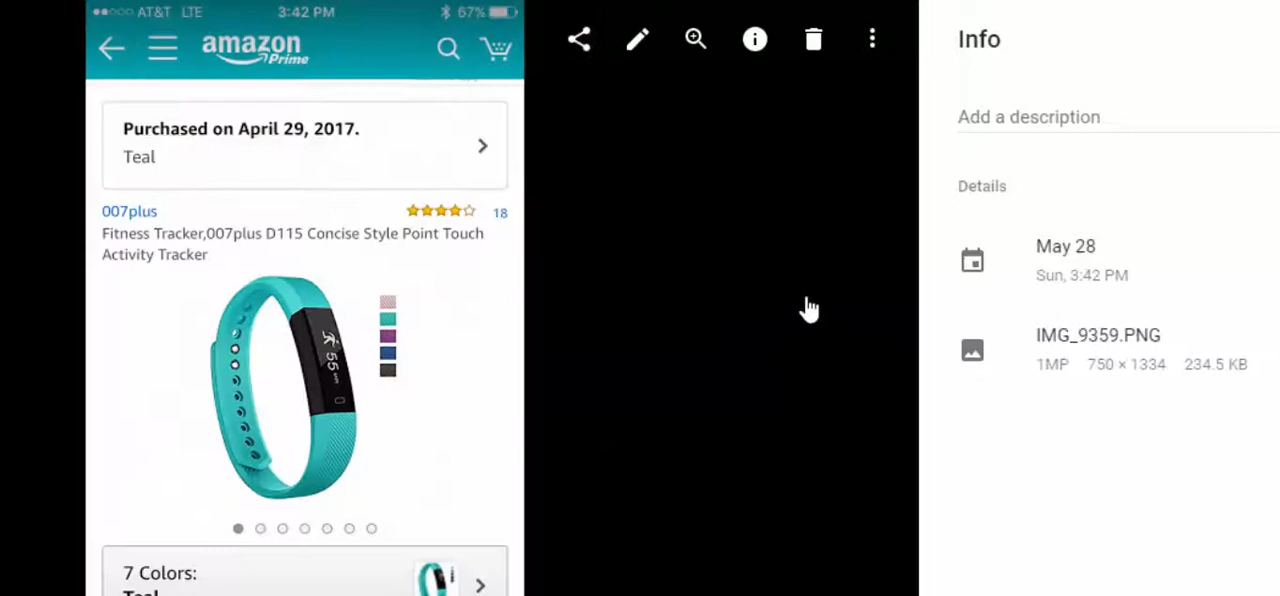 AT&T LTE 3:42 PM 67%
amazon
Prime
Purchased on April 29, 2017.
Teal
007plus 18
Fitness Tracker,007plus D115 Concise Style Point Touch
Activity Tracker
55
7 Colors:
Teal
Info
Add a description
Details
May 28
Sun, 3:42 PM
IMG_9359.PNG
1MP 750 × 1334 234.5 KB